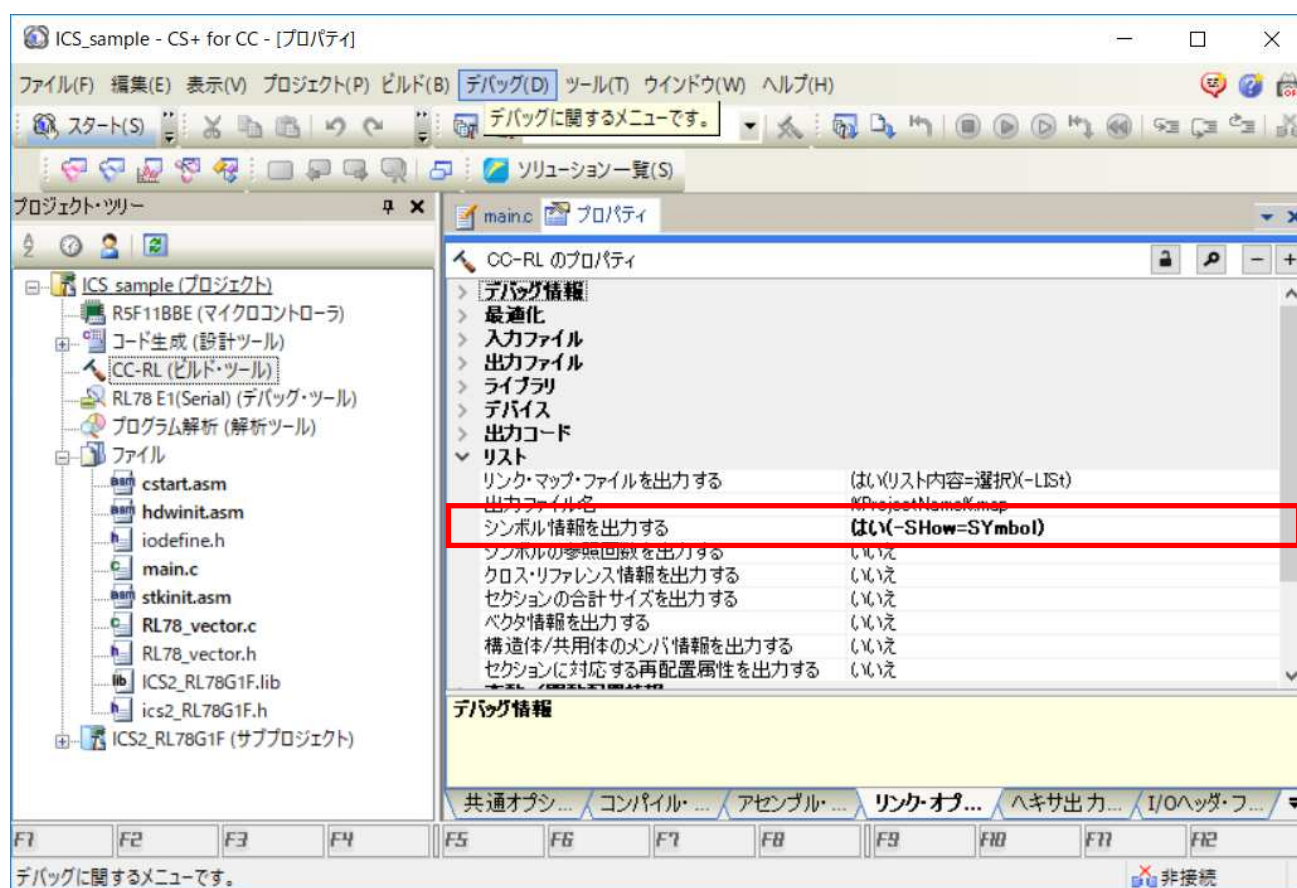 ICS_sample - CS+ for CC - [プロパティ]
ファイル(F) 編集(E) 表示(V) プロジェクト(P) ビルド(B) デバッグ(D) ツール(T) ウインドウ(W) ヘルプ(H)
スタート(S)
デバッグに関するメニューです。
ソリューション一覧(S)
プロジェクト・ツリー
main.c プロパティ
CC-RL のプロパティ
ICS_sample (プロジェクト)
R5F11BBE (マイクロコントローラ)
コード生成 (設計ツール)
CC-RL (ビルド・ツール)
RL78 E1(Serial) (デバッグ・ツール)
プログラム解析 (解析ツール)
ファイル
cstart.asm
hdwinit.asm
iodefine.h
main.c
stkinit.asm
RL78_vector.c
RL78_vector.h
ICS2_RL78G1F.lib
ics2_RL78G1F.h
ICS2_RL78G1F (サブプロジェクト)
デバッグ情報
最適化
入力ファイル
出力ファイル
ライブラリ
デバイス
出力コード
リスト
リンク・マップ・ファイルを出力する はい(リスト内容=選択)(-LISt)
出力ファイル名 %ProjectName%.map
シンボル情報を出力する はい(-SHow=SYmbol)
シンボルの参照回数を出力する いいえ
クロス・リファレンス情報を出力する いいえ
セクションの合計サイズを出力する いいえ
ベクタ情報を出力する いいえ
構造体/共用体のメンバ情報を出力する いいえ
セクションに対応する再配置属性を出力する いいえ
デバッグ情報
共通オプシ... コンパイル・... アセンブル・... リンク・オプ... ヘキサ出力... I/Oヘッダ・フ...
F1 F2 F3 F4 F5 F6 F7 F8 F9 F10 F11 F12
デバッグに関するメニューです。 非接続